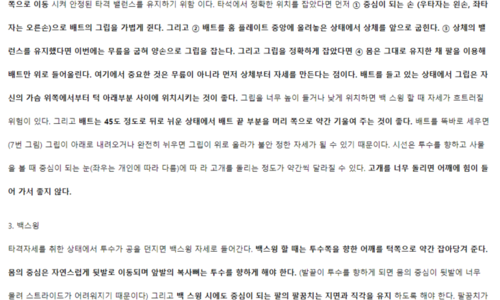 쪽으로 이동 시켜 안정된 타격 밸런스를 유지하기 위함 이다. 타석에서 정확한 위치를 잡았다면 먼저 ① 중심이 되는 손 (우타자는 왼손, 좌타
자는 오른손)으로 배트의 그립을 가볍게 쥔다. 그리고 ② 배트를 홈 플레이트 중앙에 올려놓은 상태에서 상체를 앞으로 굽힌다. ③ 상체의 밸
런스를 유지했다면 이번에는 무릎을 굽혀 양손으로 그립을 잡는다. 그리고 그립을 정확하게 잡았다면 ④ 몸은 그대로 유지한 채 팔을 이용해
배트만 위로 들어올린다. 여기에서 중요한 것은 무릎이 아니라 먼저 상체부터 자세를 만든다는 점이다. 배트를 들고 있는 상태에서 그립은 자
신의 가슴 위쪽에서부터 턱 아래부분 사이에 위치시키는 것이 좋다. 그립을 너무 높이 들거나 낮게 위치하면 백 스윙 할 때 자세가 흐트러질
위험이 있다. 그리고 배트는 45도 정도로 뒤로 뉘운 상태에서 배트 끝 부분을 머리 쪽으로 약간 기울여 주는 것이 좋다. 배트를 똑바로 세우면
(7번 그림) 그립이 아래로 내려오거나 완전히 뉘우면 그립이 위로 올라가 불안 정한 자세가 될 수 있기 때문이다. 시선은 투수를 향하고 사물
을 볼 때 중심이 되는 눈(좌우는 개인에 따라 다름)에 따 라 고개를 돌리는 정도가 약간씩 달라질 수 있다. 고개를 너무 돌리면 어깨에 힘이 들
어 가서 좋지 않다.
3. 백스윙
타격자세를 취한 상태에서 투수가 공을 던지면 백스윙 자세로 들어간다. 백스윙 할 때는 투수쪽을 향한 어깨를 턱쪽으로 약간 잡아당겨 준다.
몸의 중심은 자연스럽게 뒷발로 이동되며 앞발의 복사뼈는 투수를 향하게 해야 한다. (발끝이 투수를 향하게 되면 몸의 중심이 뒷발에 너무
쏠려 스트라이드가 어려워지기 때문이다) 그리고 백 스윙 시에도 중심이 되는 팔의 팔꿈치는 지면과 직각을 유지 하도록 해야 한다. 팔꿈치가